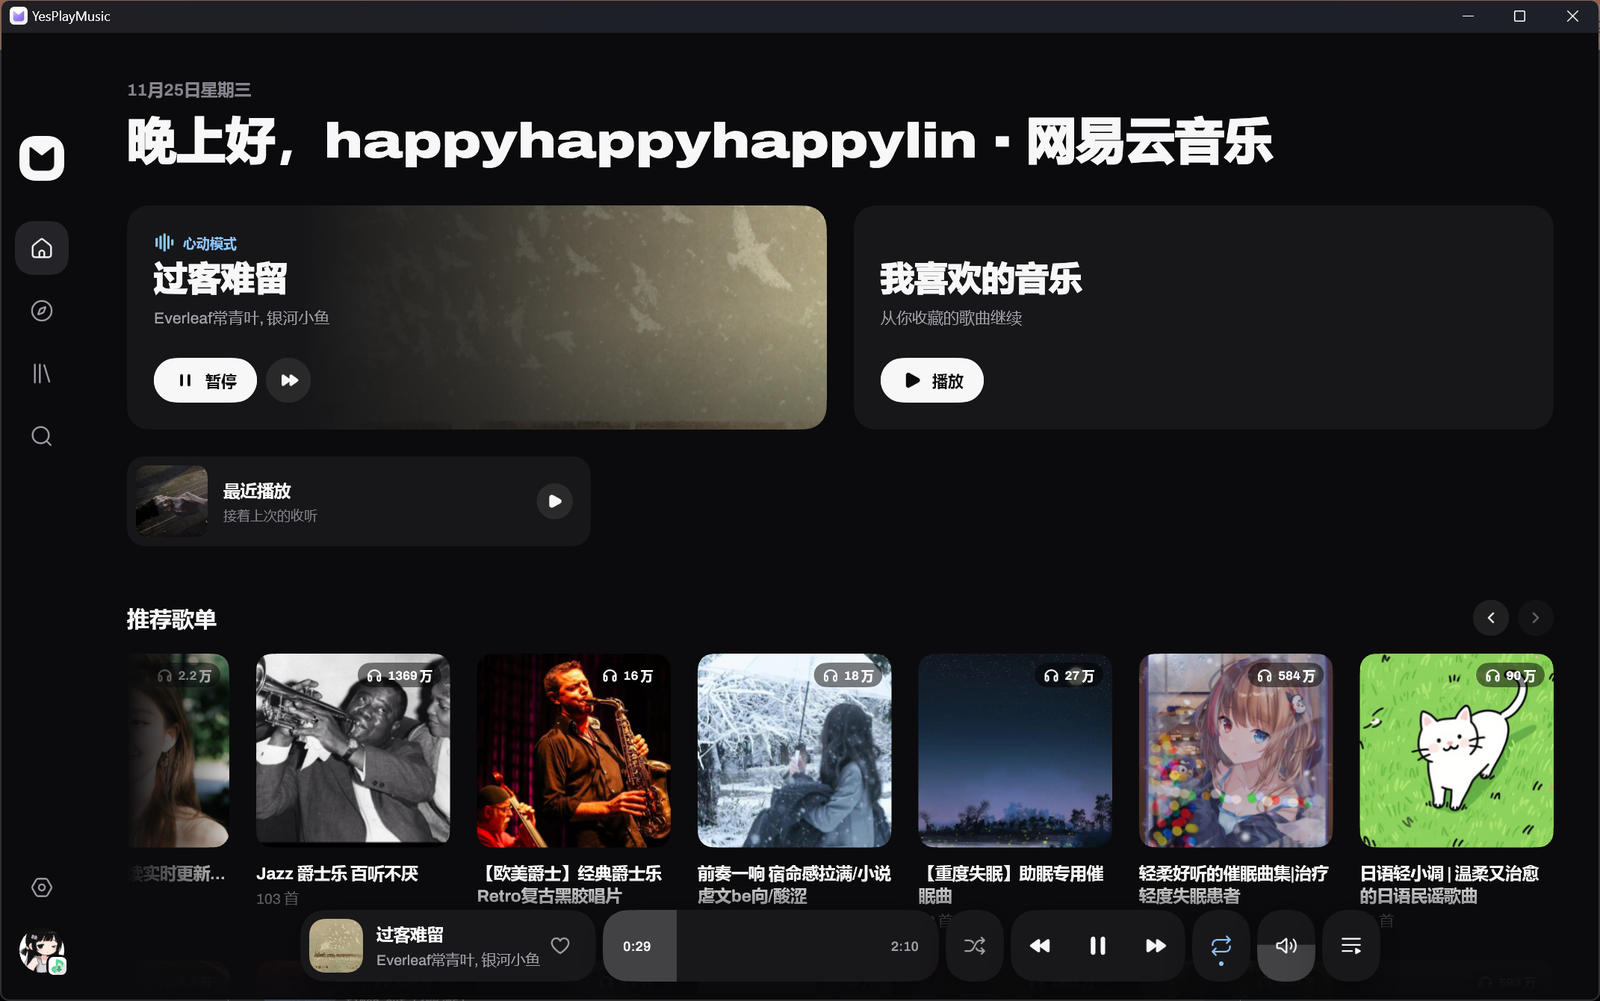 YesPlayMusic
11月25日星期三
晚上好，happyhappyhappylin · 网易云音乐
心动模式
过客难留
Everleaf常青叶, 银河小鱼
暂停
我喜欢的音乐
从你收藏的歌曲继续
播放
最近播放
接着上次的收听
推荐歌单
2.2万
1369万
16万
18万
27万
584万
90万
实时更新...
Jazz 爵士乐 百听不厌
103 首
【欧美爵士】经典爵士乐
Retro复古黑胶唱片
前奏一响 宿命感拉满/小说
虐文be向/酸涩
【重度失眠】助眠专用催
眠曲
首
轻柔好听的催眠曲集|治疗
轻度失眠患者
日语轻小调 | 温柔又治愈
的日语民谣歌曲
首
过客难留
Everleaf常青叶, 银河小鱼
0:29
2:10